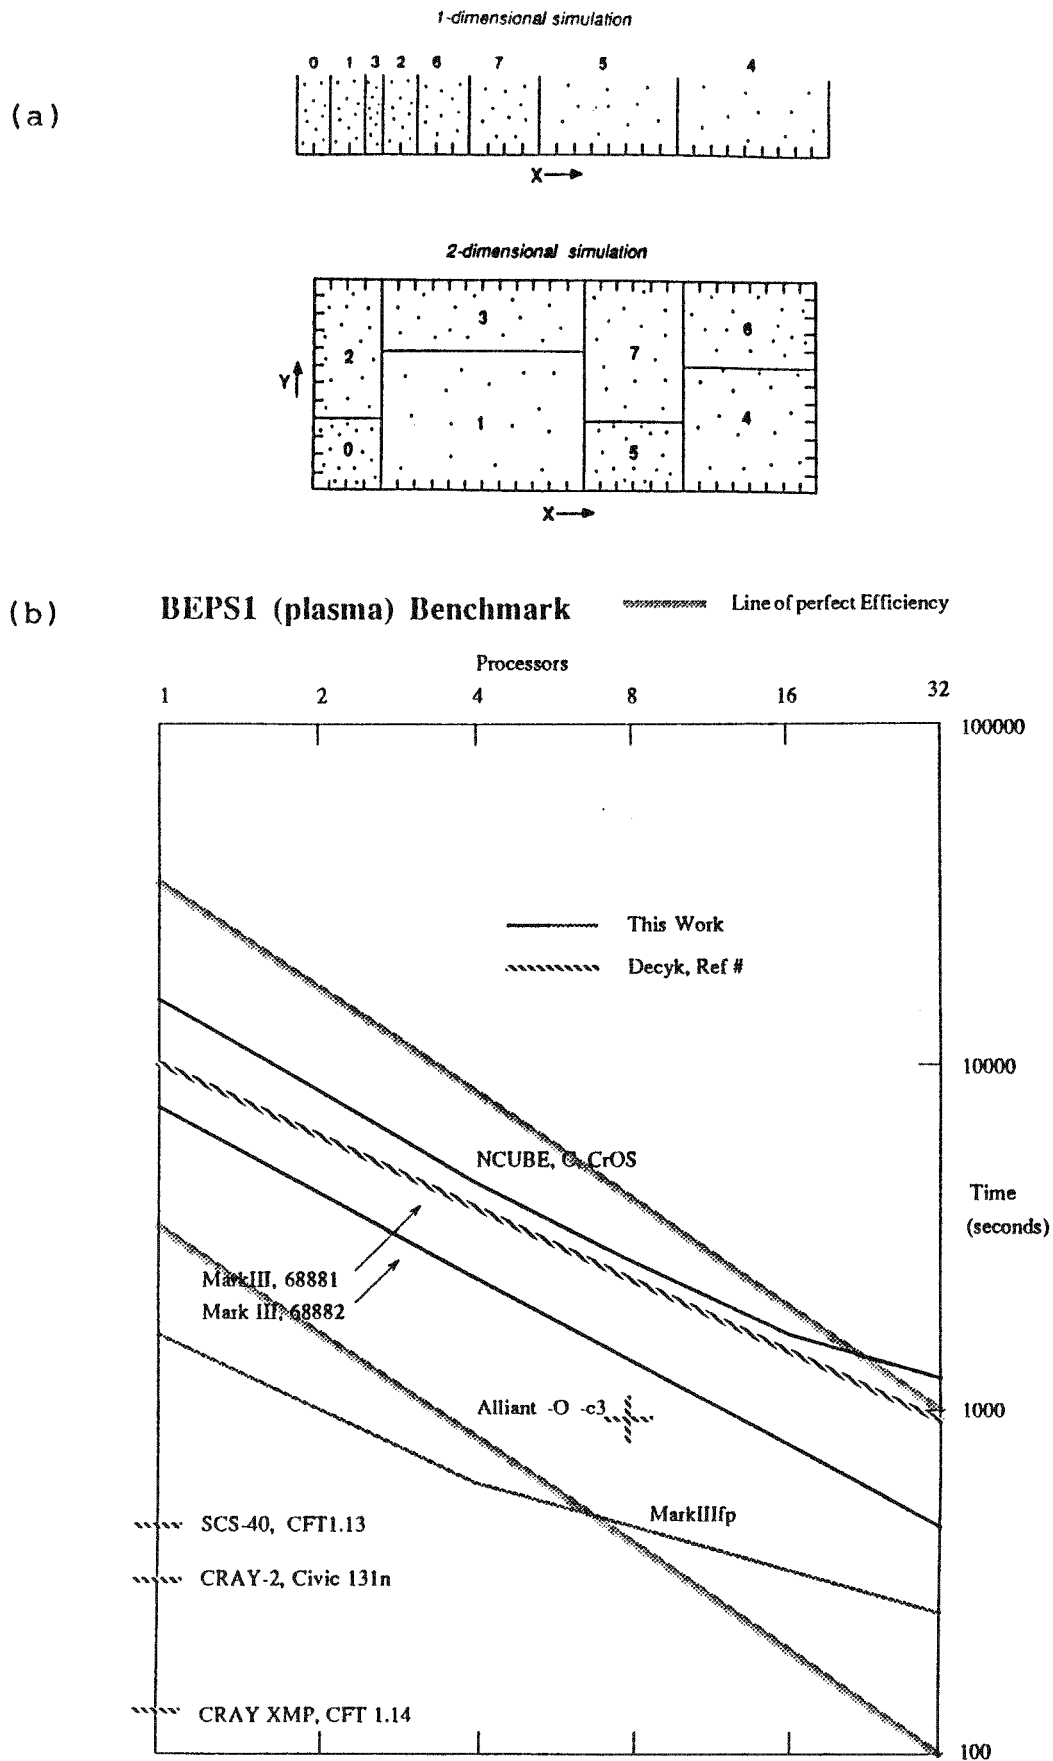 1-dimensional simulation
0 1 3 2 6 7 5 4
(a)
X
2-dimensional simulation
3
6
2
7
Y
1
4
0
5
X
(b)
BEPS1 (plasma) Benchmark
Line of perfect Efficiency
Processors
1 2 4 8 16 32
100000
This Work
Decyk, Ref #
10000
NCUBE, C, CrOS
Time
(seconds)
MarkIII, 68881
Mark III, 68882
Alliant -O -c3
1000
MarkIIIfp
SCS-40, CFT1.13
CRAY-2, Civic 131n
CRAY XMP, CFT 1.14
100